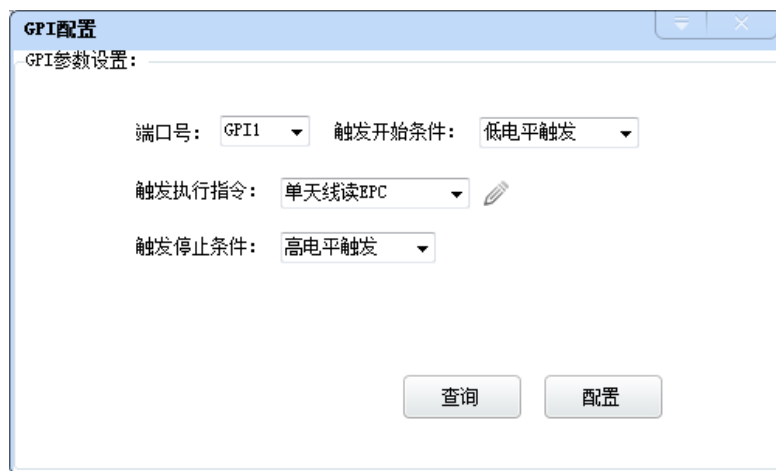 GPI配置
GPI参数设置：
端口号： GPI1 触发开始条件： 低电平触发
触发执行指令： 单天线读EPC
触发停止条件： 高电平触发
查询 配置